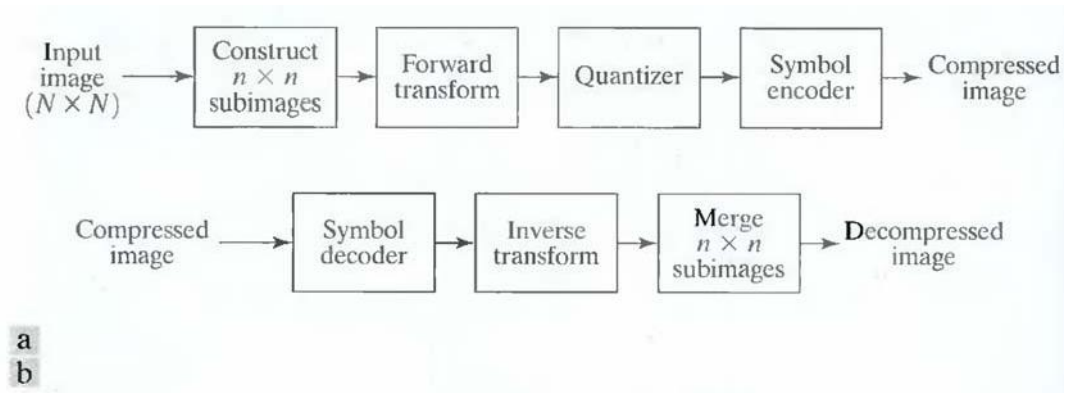 Input
image
(N × N)
Construct
n × n
subimages
Forward
transform
Quantizer
Symbol
encoder
Compressed
image
Compressed
image
Symbol
decoder
Inverse
transform
Merge
n × n
subimages
Decompressed
image
a
b